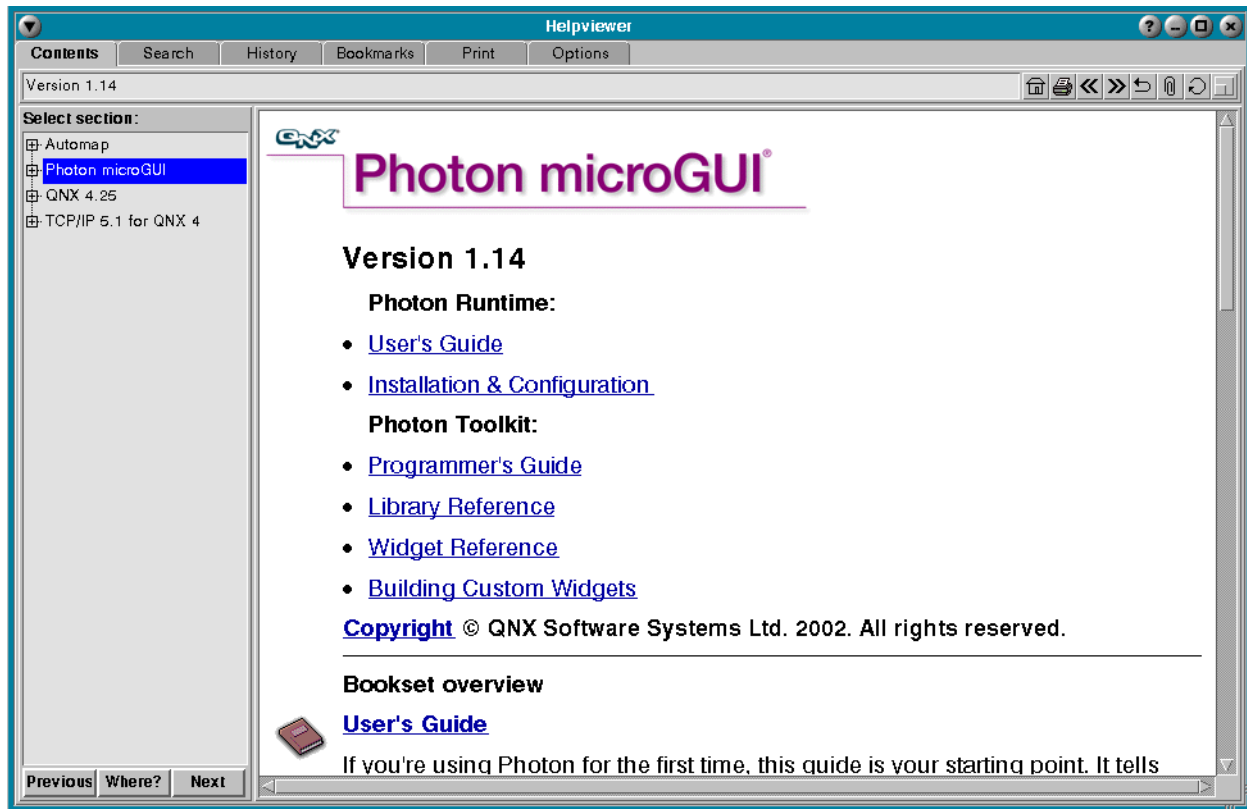 Helpviewer
Contents Search History Bookmarks Print Options
Version 1.14
Select section:
Automap
Photon microGUI
QNX 4.25
TCP/IP 5.1 for QNX 4
QNX
Photon microGUI®
Version 1.14
Photon Runtime:
• User's Guide
• Installation & Configuration
Photon Toolkit:
• Programmer's Guide
• Library Reference
• Widget Reference
• Building Custom Widgets
Copyright © QNX Software Systems Ltd. 2002. All rights reserved.
Bookset overview
User's Guide
If you're using Photon for the first time, this guide is your starting point. It tells
Previous Where? Next